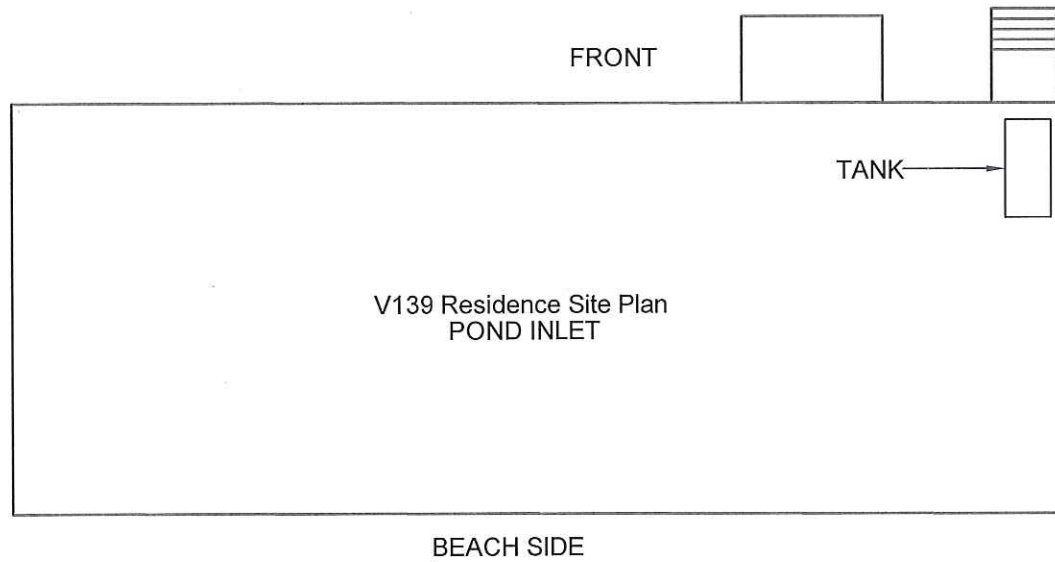 FRONT
TANK
V139 Residence Site Plan
POND INLET
BEACH SIDE